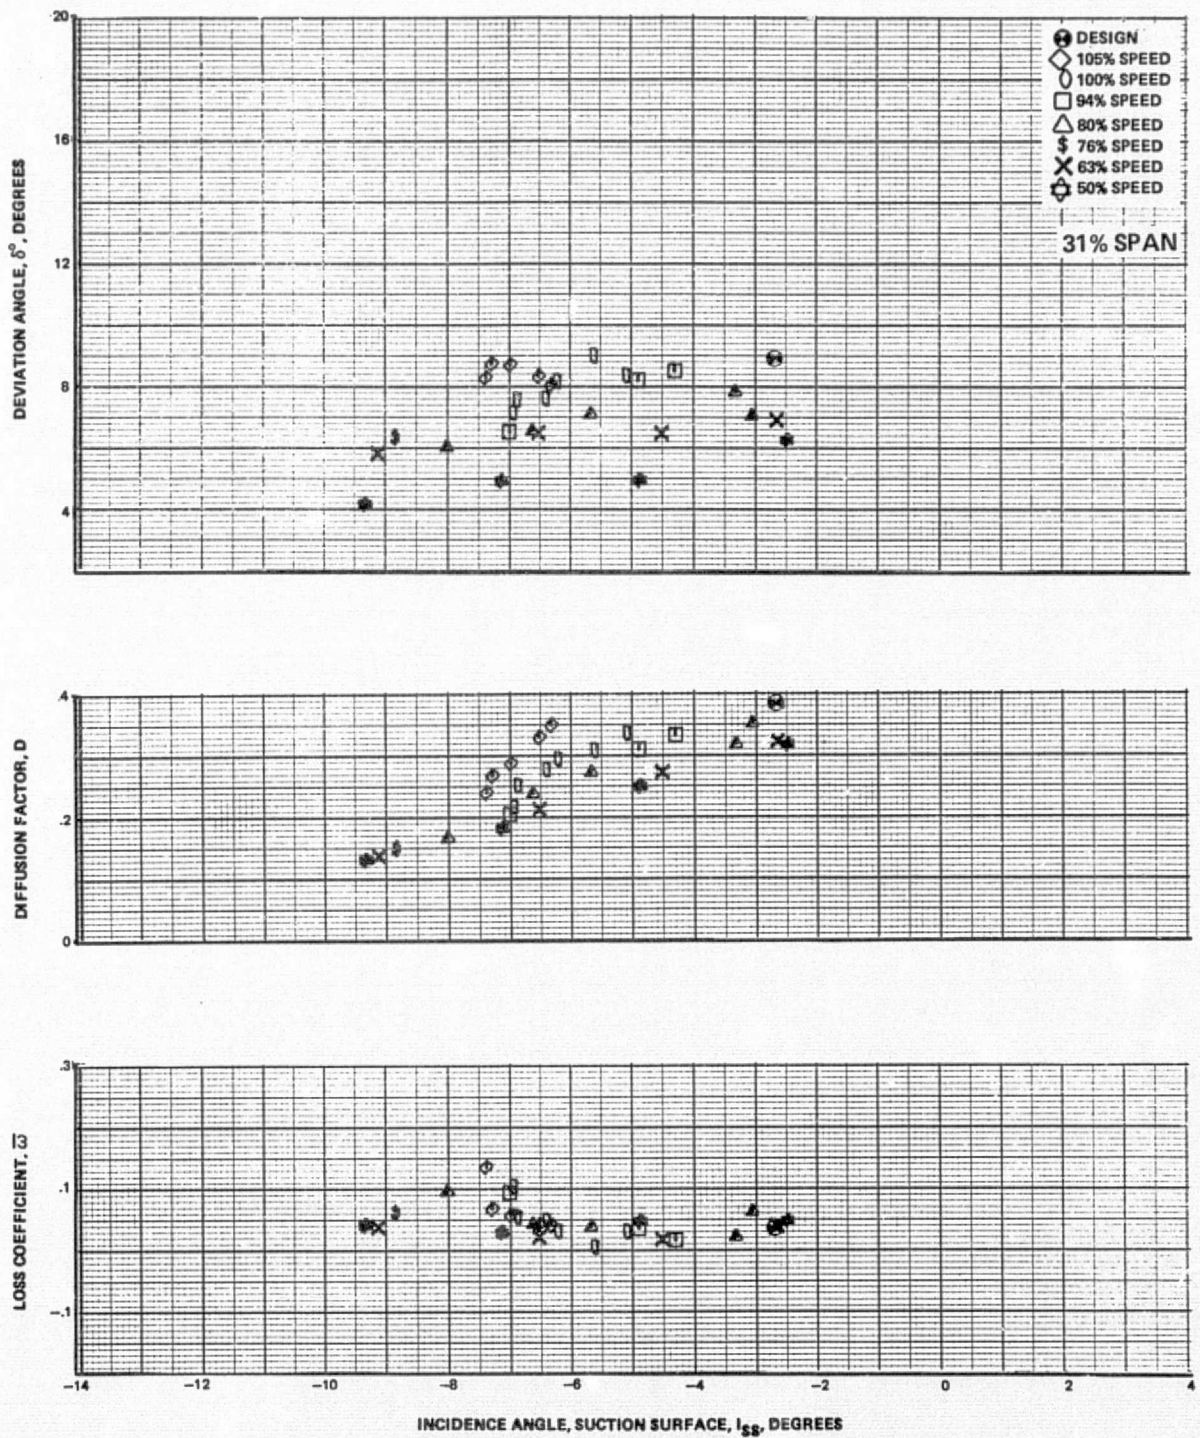 20
16
12
8
4
DEVIATION ANGLE, δ°, DEGREES
DESIGN
105% SPEED
100% SPEED
94% SPEED
80% SPEED
$ 76% SPEED
63% SPEED
50% SPEED
31% SPAN
.4
.2
0
DIFFUSION FACTOR, D
.3
.1
-.1
LOSS COEFFICIENT, ω̅
-14 -12 -10 -8 -6 -4 -2 0 2 4
INCIDENCE ANGLE, SUCTION SURFACE, ISS, DEGREES